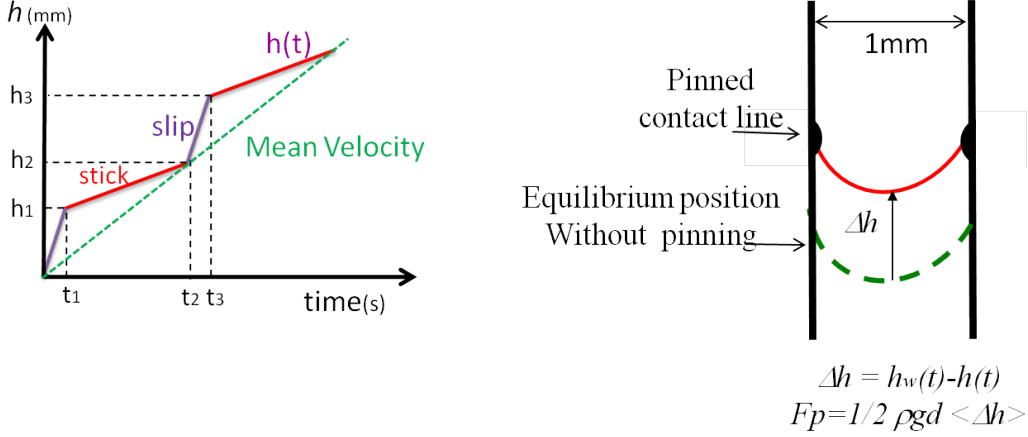 h (mm)
h(t)
h3
slip
Mean Velocity
h2
stick
h1
t1
t2
t3
time(s)
1mm
Pinned
contact line
Equilibrium position
Without pinning
Δh
Δh = hw(t)-h(t)
Fp=1/2 ρgd <Δh>